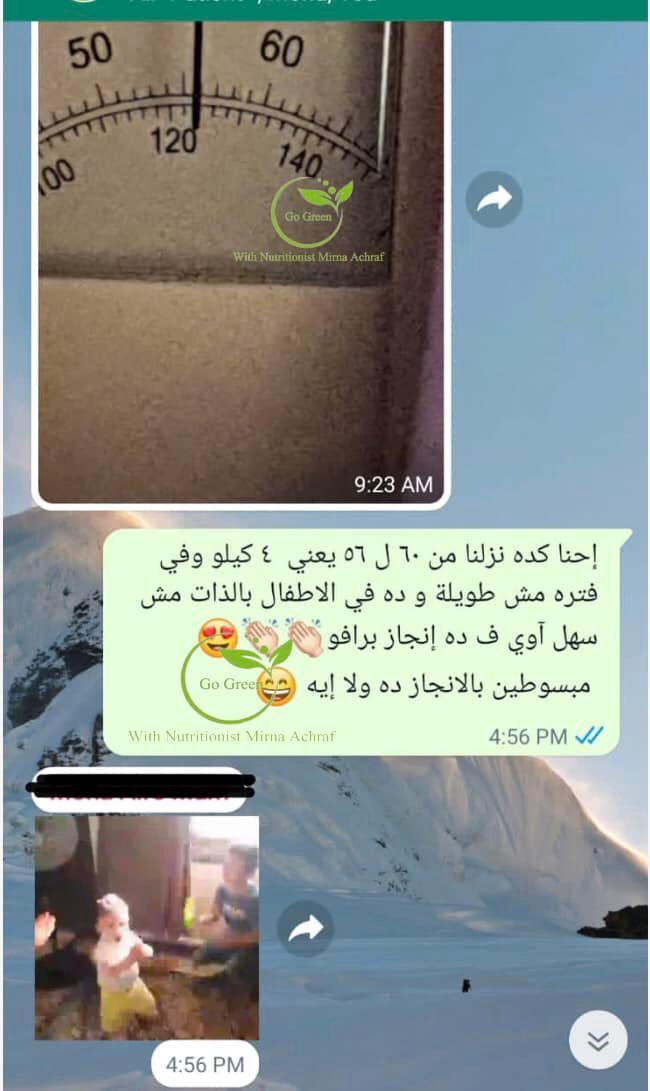 50
60
100
120
140
Go Green
With Nutritionist Mirna Achraf
9:23 AM
إحنا كده نزلنا من ٦٠ ل ٥٦ يعني ٤ كيلو وفي
فتره مش طويلة و ده في الاطفال بالذات مش
سهل آوي ف ده إنجاز برافو 👏🏻👏🏻😍
مبسوطين بالانجاز ده ولا إيه 😄
Go Green
With Nutritionist Mirna Achraf
4:56 PM
4:56 PM